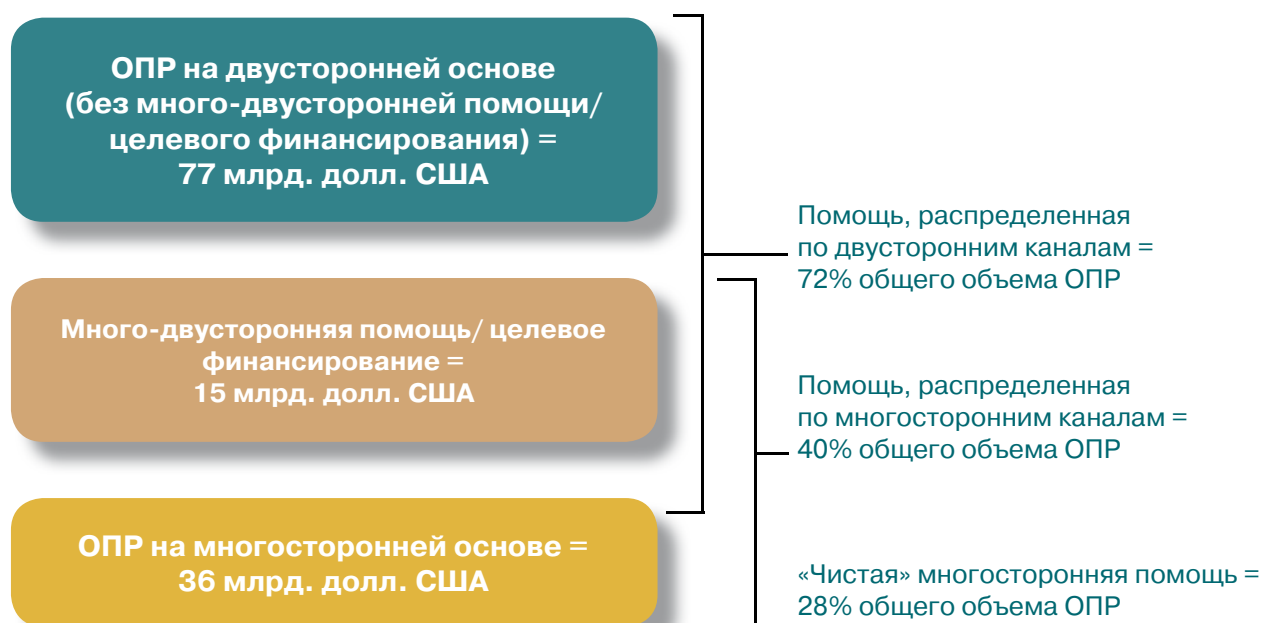 ОПР на двусторонней основе
(без много-двусторонней помощи/
целевого финансирования) =
77 млрд. долл. США
Помощь, распределенная
по двусторонним каналам =
72% общего объема ОПР
Много-двусторонняя помощь/ целевое
финансирование =
15 млрд. долл. США
Помощь, распределенная
по многосторонним каналам =
40% общего объема ОПР
ОПР на многосторонней основе =
36 млрд. долл. США
«Чистая» многосторонняя помощь =
28% общего объема ОПР